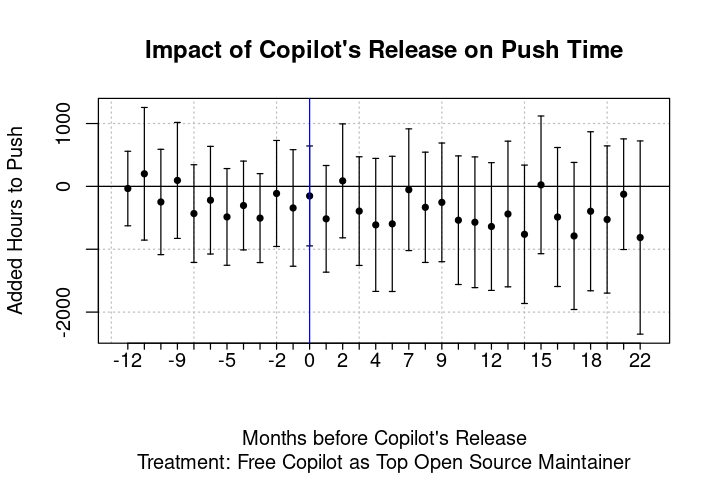 Impact of Copilot's Release on Push Time
Added Hours to Push
1000
0
-2000
-12 -9 -5 -2 0 2 4 7 9 12 15 18 22
Months before Copilot's Release
Treatment: Free Copilot as Top Open Source Maintainer